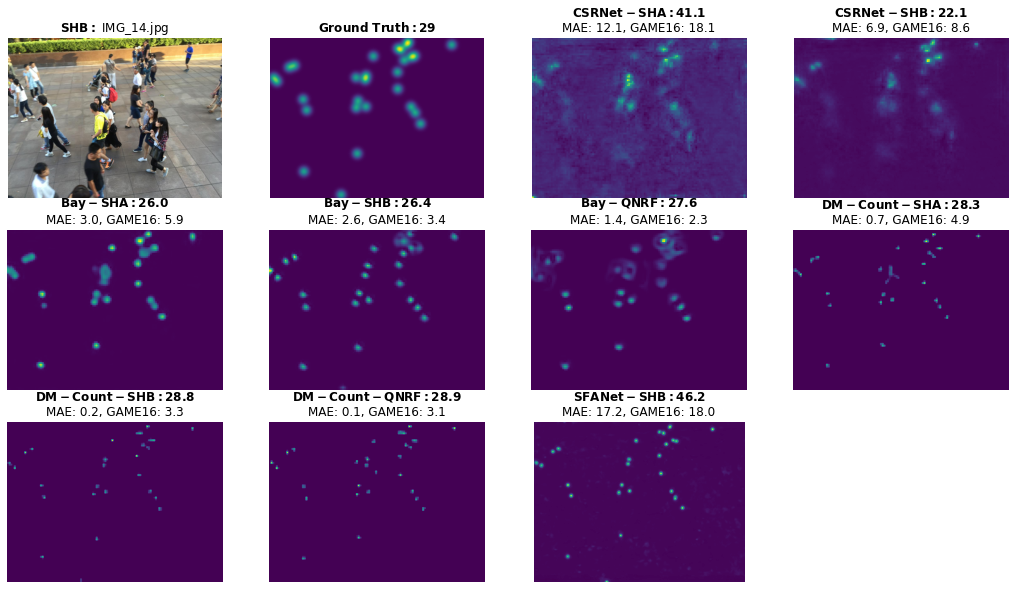 SHB: IMG_14.jpg
Ground Truth: 29
CSRNet−SHA: 41.1
MAE: 12.1, GAME16: 18.1
CSRNet−SHB: 22.1
MAE: 6.9, GAME16: 8.6
Bay−SHA: 26.0
MAE: 3.0, GAME16: 5.9
Bay−SHB: 26.4
MAE: 2.6, GAME16: 3.4
Bay−QNRF: 27.6
MAE: 1.4, GAME16: 2.3
DM−Count−SHA: 28.3
MAE: 0.7, GAME16: 4.9
DM−Count−SHB: 28.8
MAE: 0.2, GAME16: 3.3
DM−Count−QNRF: 28.9
MAE: 0.1, GAME16: 3.1
SFANet−SHB: 46.2
MAE: 17.2, GAME16: 18.0